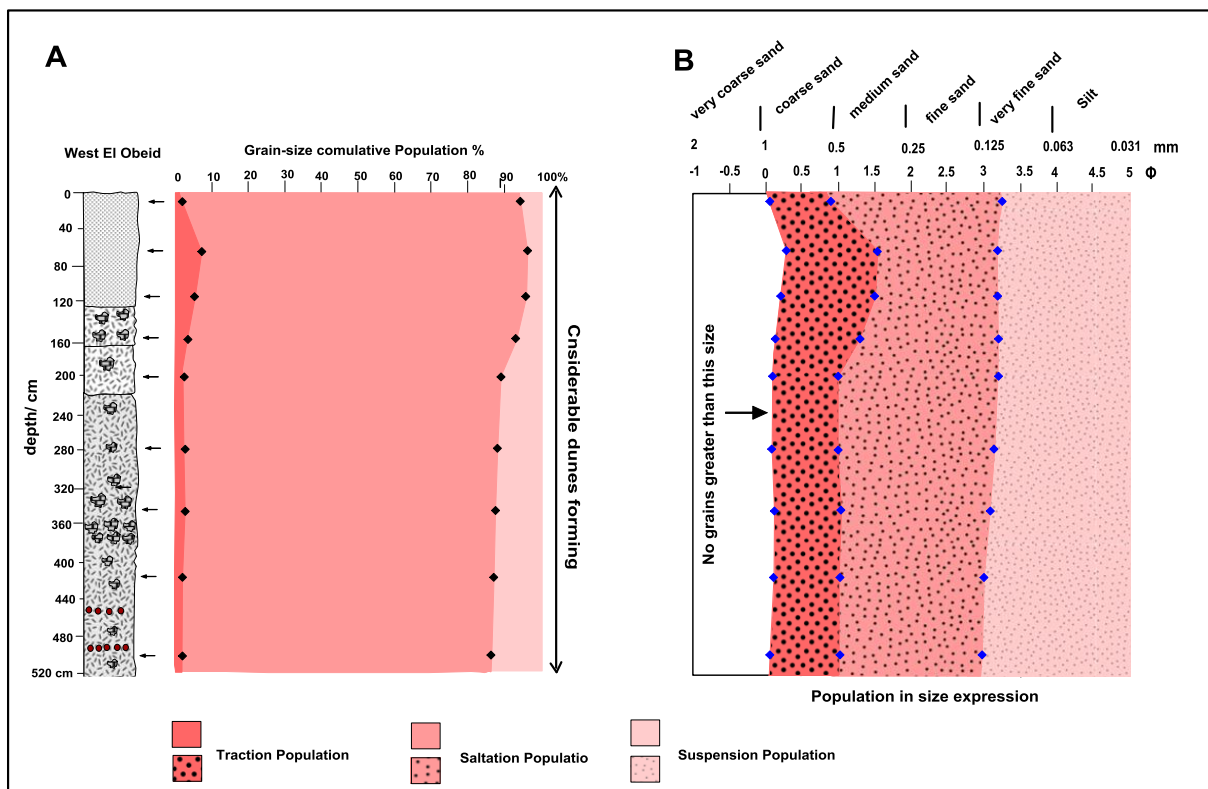 A
West El Obeid
Grain-size comulative Population %
0 10 20 30 40 50 60 70 80 90 100%
depth/ cm
0
40
80
120
160
200
240
280
320
360
400
440
480
520 cm
Cnsiderable dunes forming
B
very coarse sand
coarse sand
medium sand
fine sand
very fine sand
Silt
2 1 0.5 0.25 0.125 0.063 0.031 mm
-1 -0.5 0 0.5 1 1.5 2 2.5 3 3.5 4 4.5 5 Φ
No grains greater than this size
Population in size expression
Traction Population
Saltation Populatio
Suspension Population